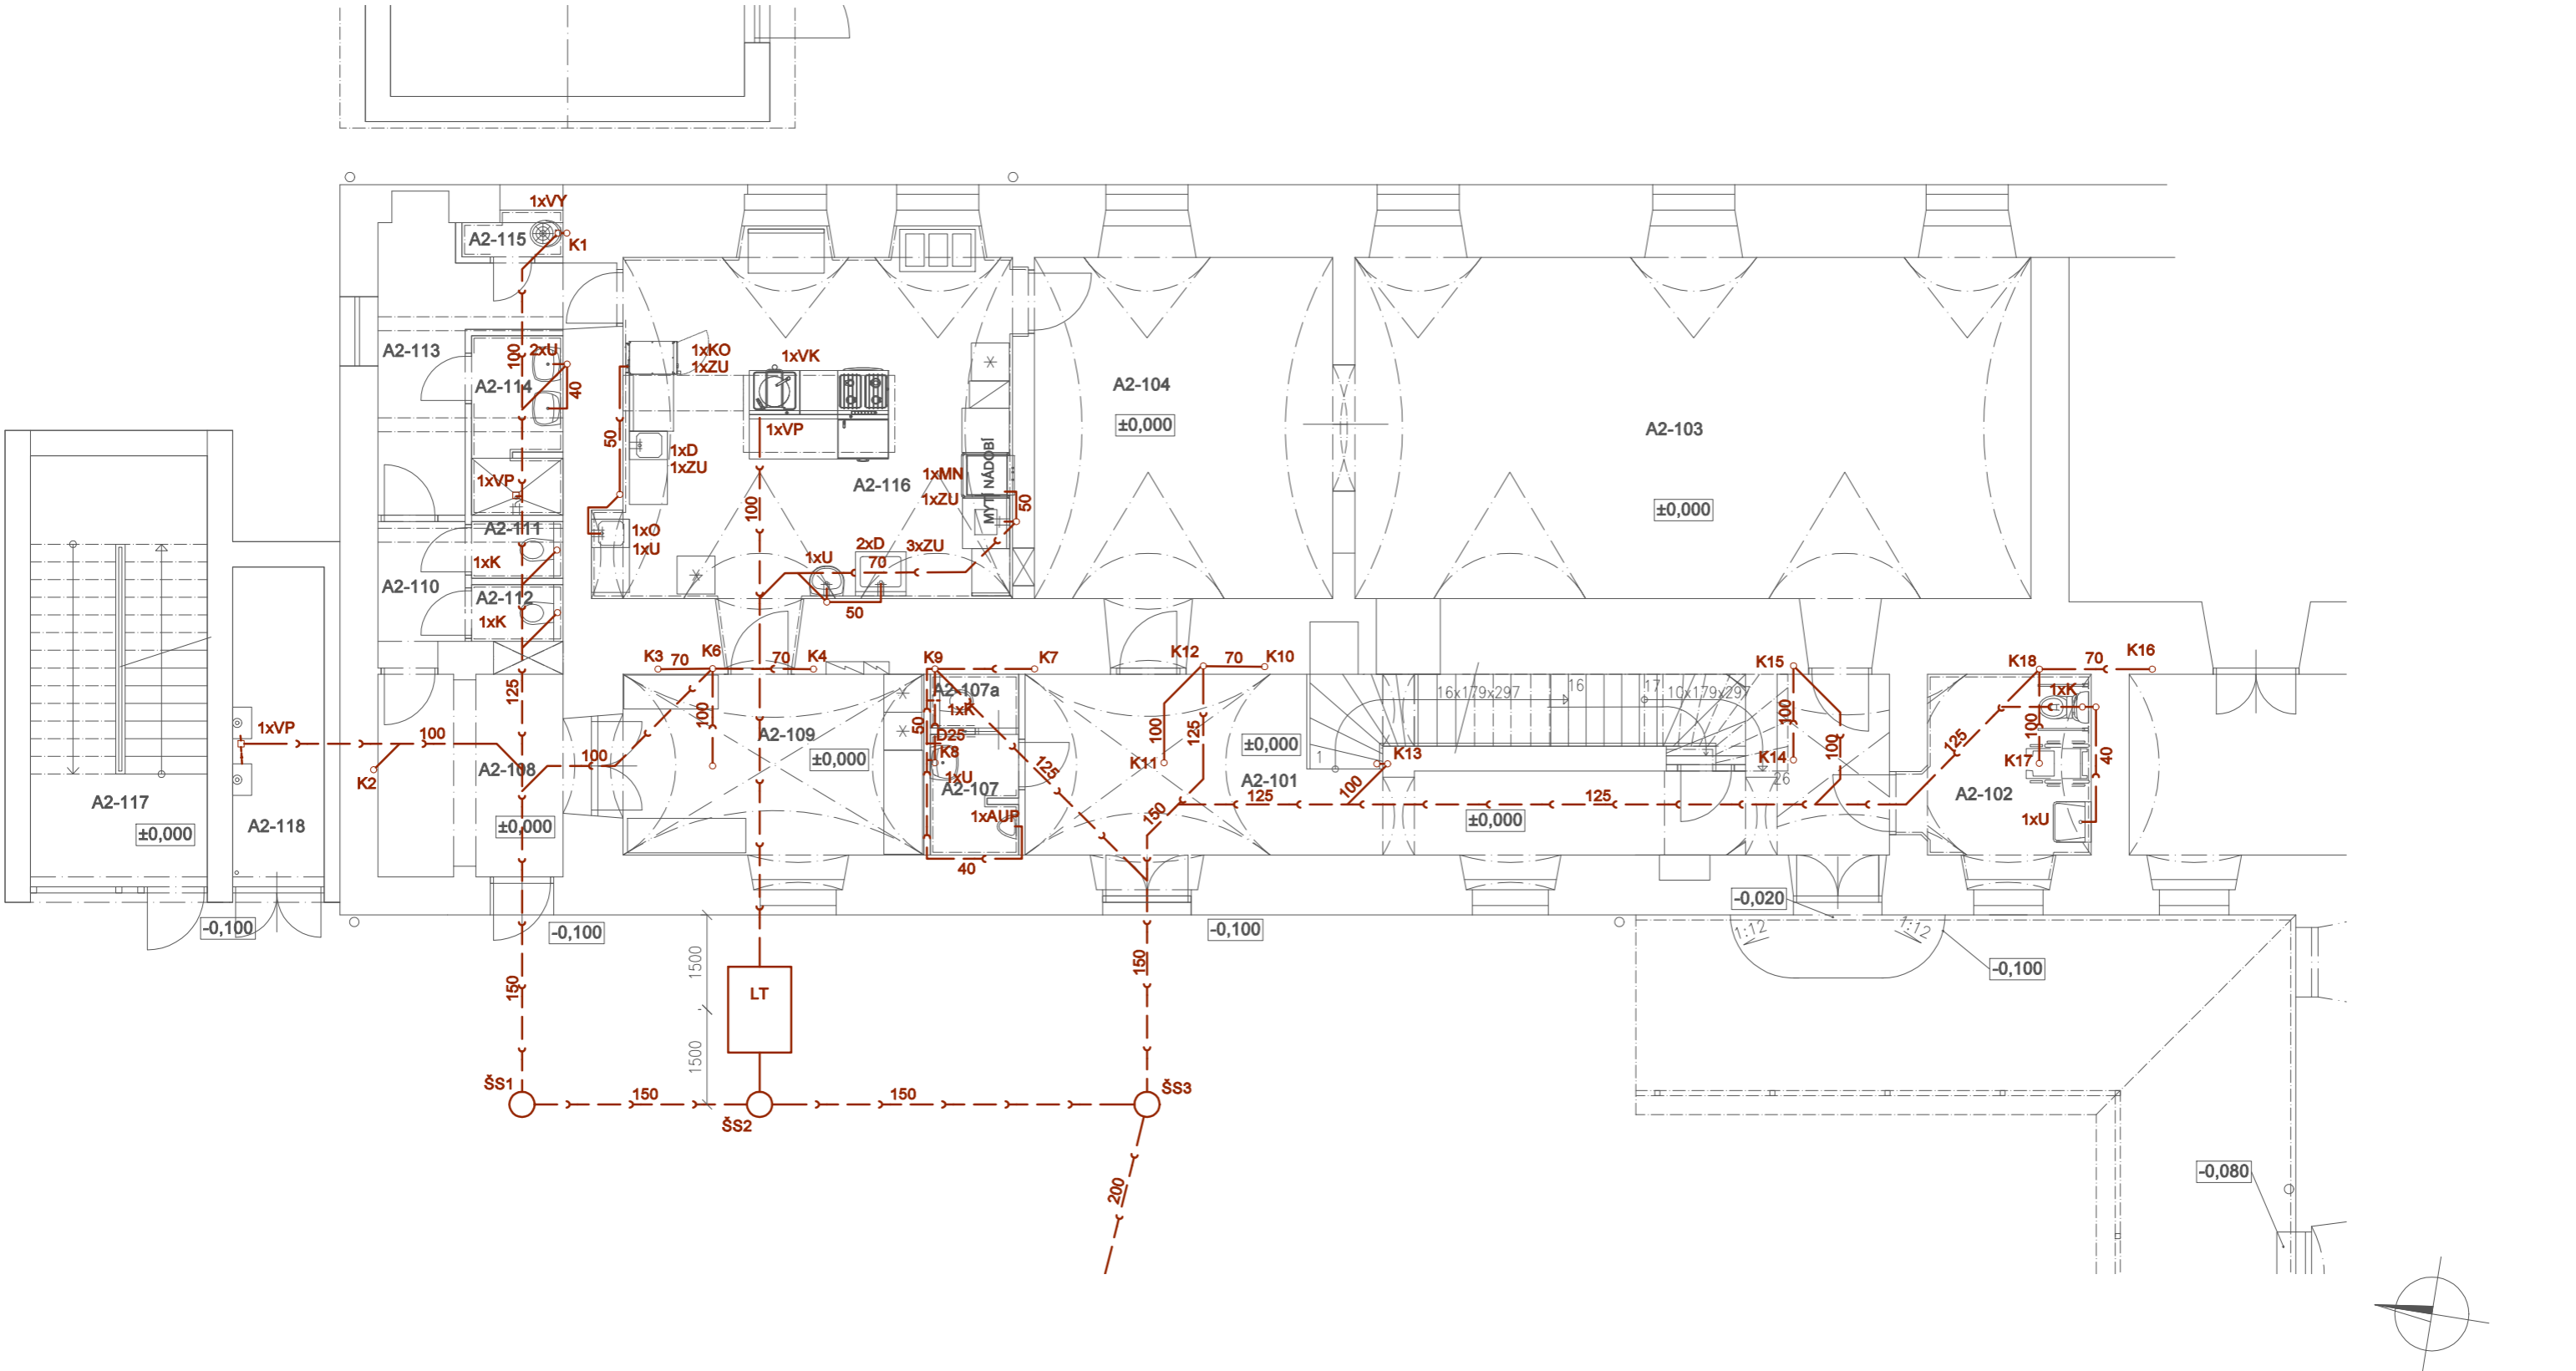 1xVY
A2-115
K1
A2-113
100
2xU
A2-114
40
1xKO
1xZU
1xVK
1xVP
50
1xD
1xZU
A2-116
1xMN
1xZU
MYTÍ NÁDOBÍ
50
A2-104
±0,000
A2-103
±0,000
1xVP
A2-111
1xK
A2-110
A2-112
1xK
1xO
1xU
100
1xU
2xD
3xZU
70
50
K3
70
K6
70
K4
K9
K7
K12
70
K10
K15
K18
70
K16
125
100
A2-109
±0,000
A2-107a
1xK
50
D25
K8
1xU
A2-107
1xAUP
40
125
100
125
K11
±0,000
A2-101
150
16x179x297
16
17
10x179x297
1
K13
100
125
125
±0,000
100
K14
26
100
125
1xK
100
K17
40
A2-102
1xU
1xVP
100
K2
A2-108
100
±0,000
A2-117
±0,000
A2-118
-0,100
-0,100
-0,100
-0,020
1:12
1:12
-0,100
150
1500
1500
LT
150
ŠS1
150
ŠS2
150
ŠS3
200
-0,080